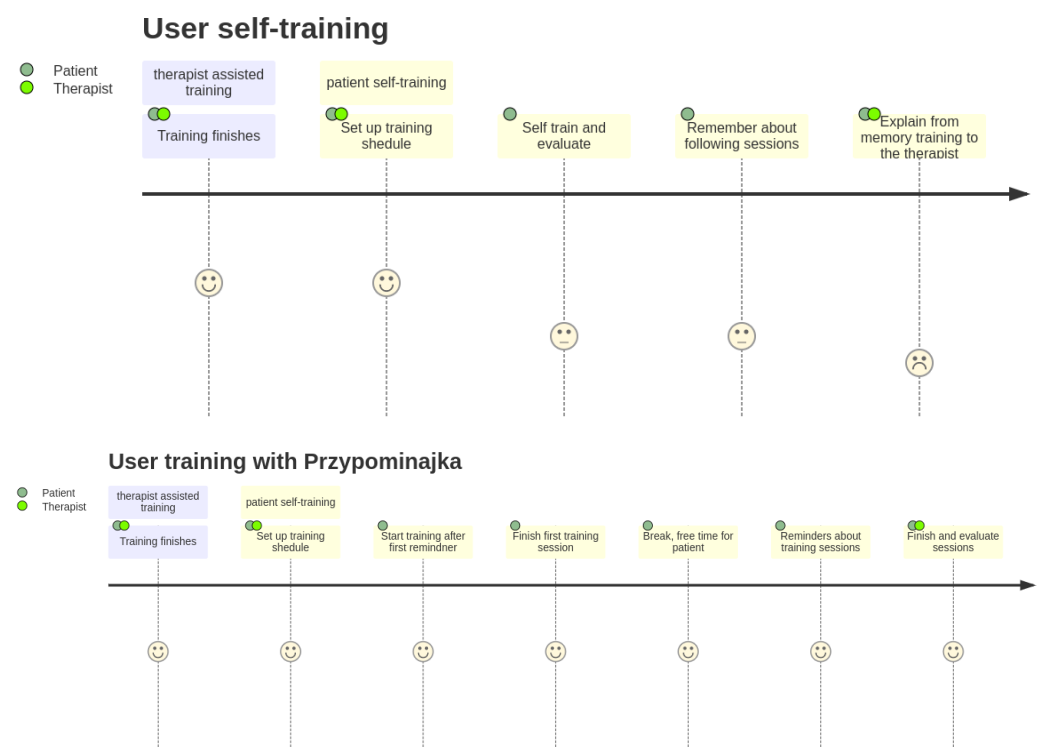 User self-training
Patient
Therapist
therapist assisted
training
patient self-training
Training finishes
Set up training
shedule
Self train and
evaluate
Remember about
following sessions
Explain from
memory training to
the therapist
User training with Przypominajka
Patient
Therapist
therapist assisted
training
patient self-training
Training finishes
Set up training
shedule
Start training after
first remindner
Finish first training
session
Break, free time for
patient
Reminders about
training sessions
Finish and evaluate
sessions